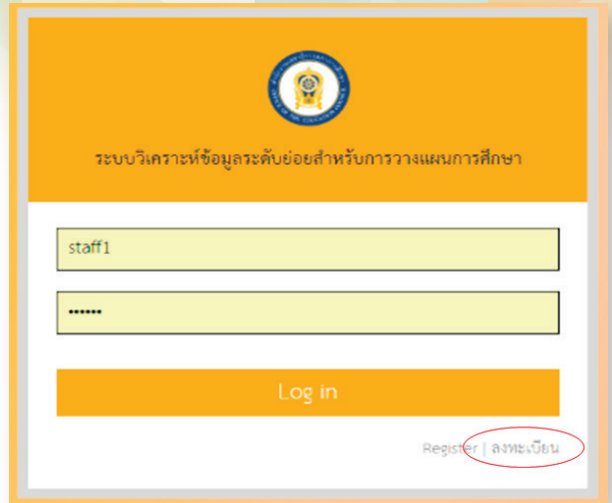 ระบบวิเคราะห์ข้อมูลระดับย่อยสำหรับการวางแผนการศึกษา
staff1
••••••
Log in
Register | ลงทะเบียน